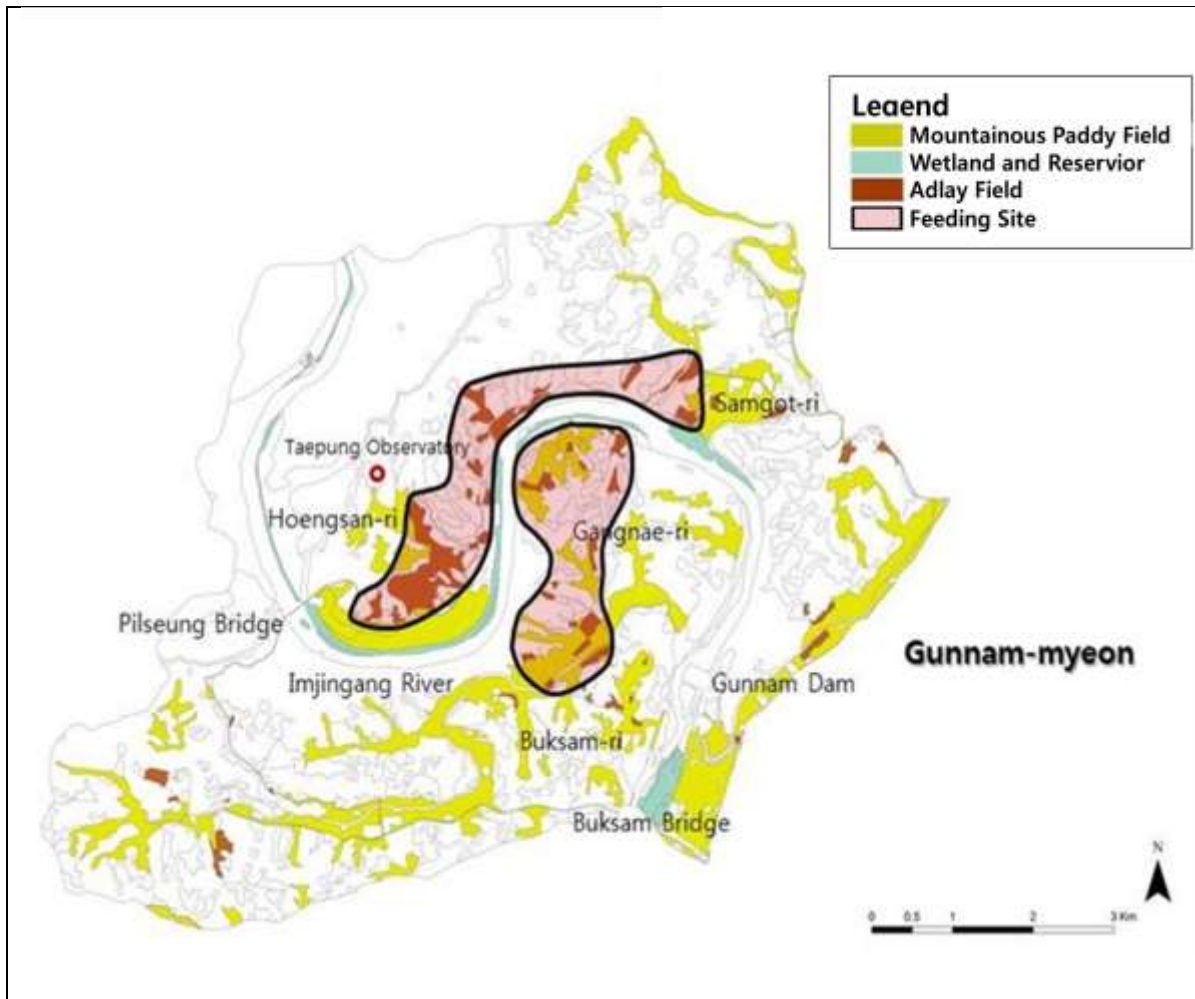 Legend
Mountainous Paddy Field
Wetland and Reservior
Adlay Field
Feeding Site
Samgot-ri
Taepung Observatory
Hoengsan-ri
Gangnae-ri
Pilseung Bridge
Gunnam-myeon
Imjingang River
Gunnam Dam
Buksam-ri
Buksam Bridge
N
0 0.5 1 2 3 Km